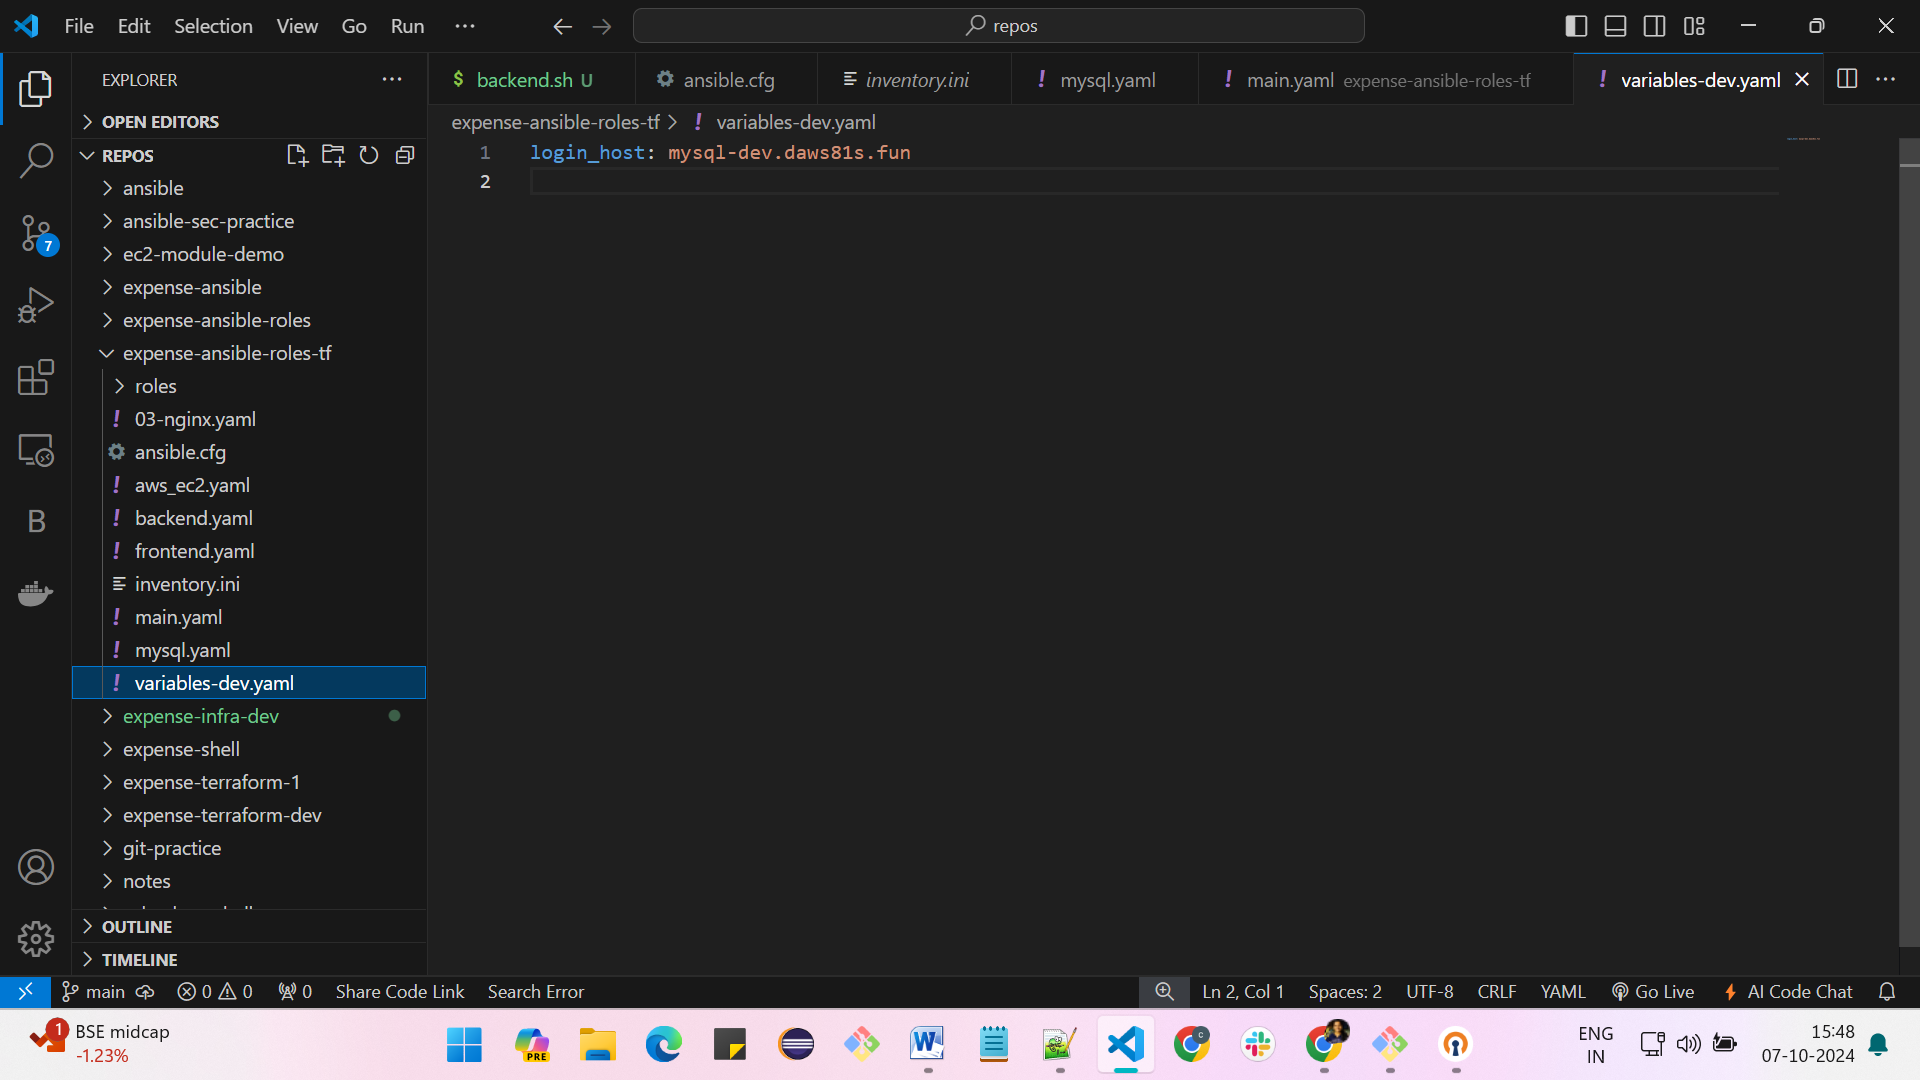 File Edit Selection View Go Run ···
repos
EXPLORER ···
OPEN EDITORS
REPOS
ansible
ansible-sec-practice
ec2-module-demo
expense-ansible
expense-ansible-roles
expense-ansible-roles-tf
roles
! 03-nginx.yaml
ansible.cfg
! aws_ec2.yaml
! backend.yaml
! frontend.yaml
inventory.ini
! main.yaml
! mysql.yaml
! variables-dev.yaml
expense-infra-dev
expense-shell
expense-terraform-1
expense-terraform-dev
git-practice
notes
OUTLINE
TIMELINE
7
B
$ backend.sh U
ansible.cfg
inventory.ini
! mysql.yaml
! main.yaml expense-ansible-roles-tf
! variables-dev.yaml
expense-ansible-roles-tf > ! variables-dev.yaml
1 login_host: mysql-dev.daws81s.fun
2
main 0 0 0 Share Code Link Search Error
Ln 2, Col 1 Spaces: 2 UTF-8 CRLF YAML Go Live AI Code Chat
1 BSE midcap
-1.23%
PRE
W
C
ENG
IN
15:48
07-10-2024